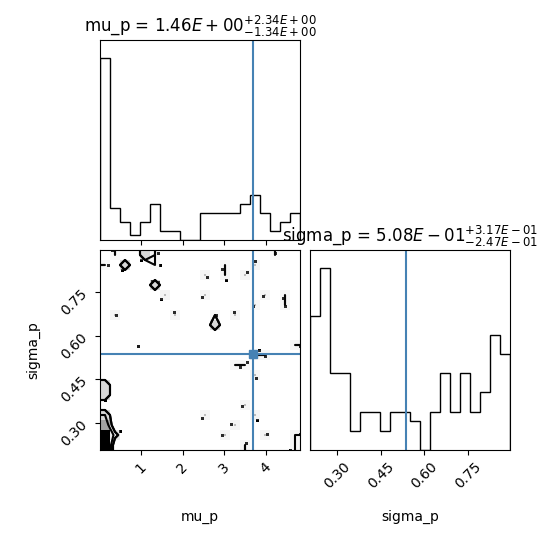 mu_p = 1.46E+00+2.34E+00−1.34E+00
sigma_p = 5.08E−01+3.17E−01−2.47E−01
sigma_p
0.75
0.60
0.45
0.30
1 2 3 4
0.30 0.45 0.60 0.75
mu_p
sigma_p